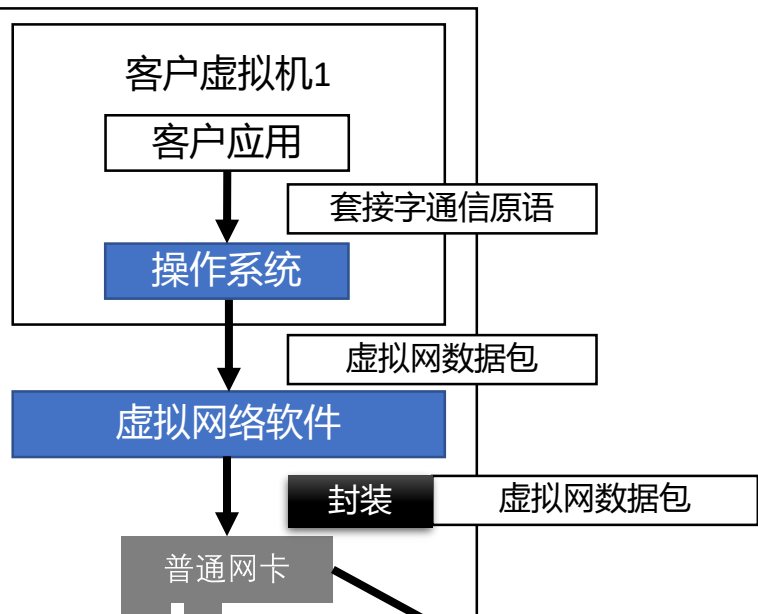 客户虚拟机1
客户应用
套接字通信原语
操作系统
虚拟网数据包
虚拟网络软件
封装
虚拟网数据包
普通网卡